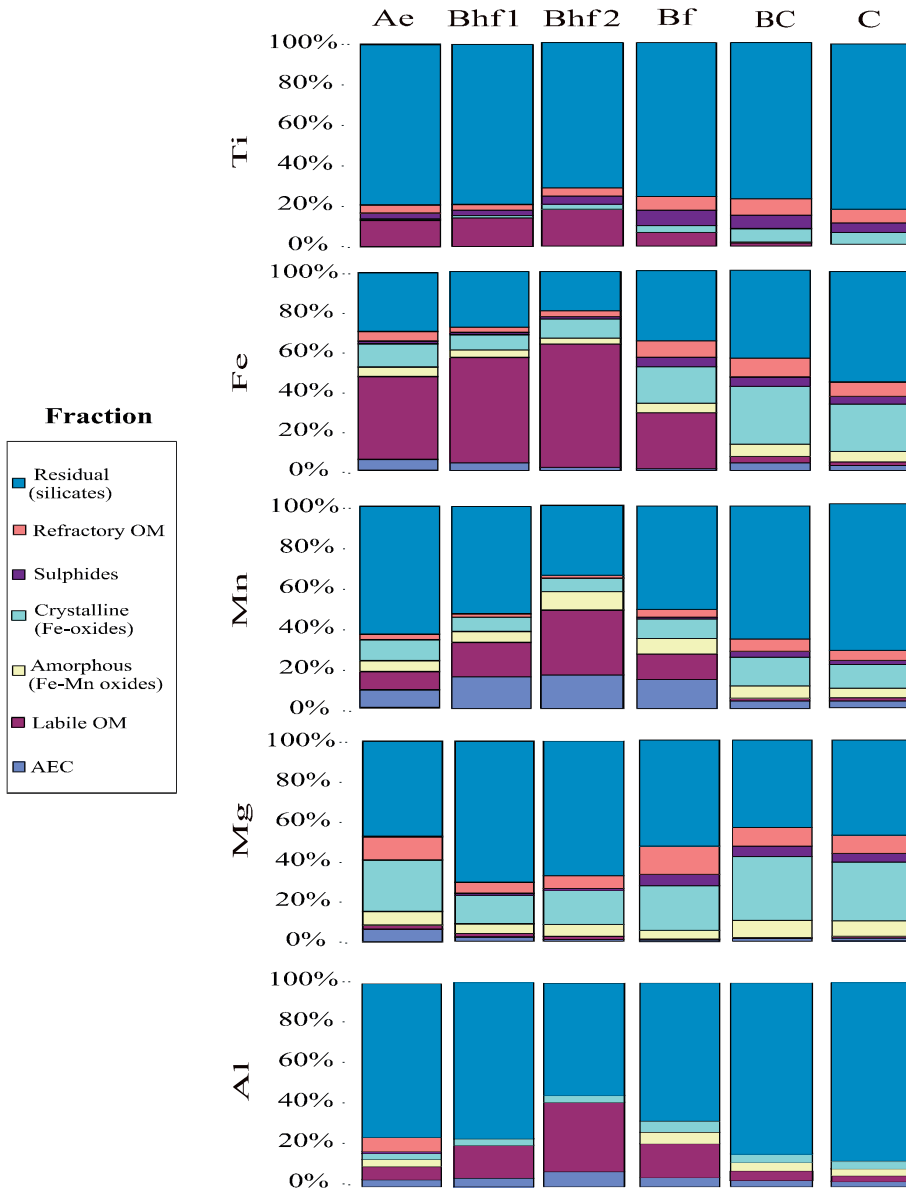 Ae Bhf1 Bhf2 Bf BC C
Ti
100%
80%
60%
40%
20%
0%
Fe
100%
80%
60%
40%
20%
0%
Mn
100%
80%
60%
40%
20%
0%
Mg
100%
80%
60%
40%
20%
0%
Al
100%
80%
60%
40%
20%
0%
Fraction
Residual
(silicates)
Refractory OM
Sulphides
Crystalline
(Fe-oxides)
Amorphous
(Fe-Mn oxides)
Labile OM
AEC